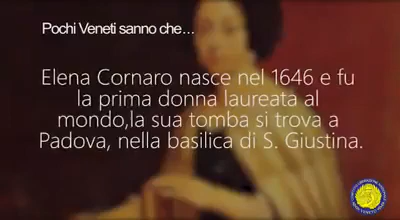 Pochi Veneti sanno che...
Elena Cornaro nasce nel 1646 e fu
la prima donna laureata al
mondo,la sua tomba si trova a
Padova, nella basilica di S. Giustina.